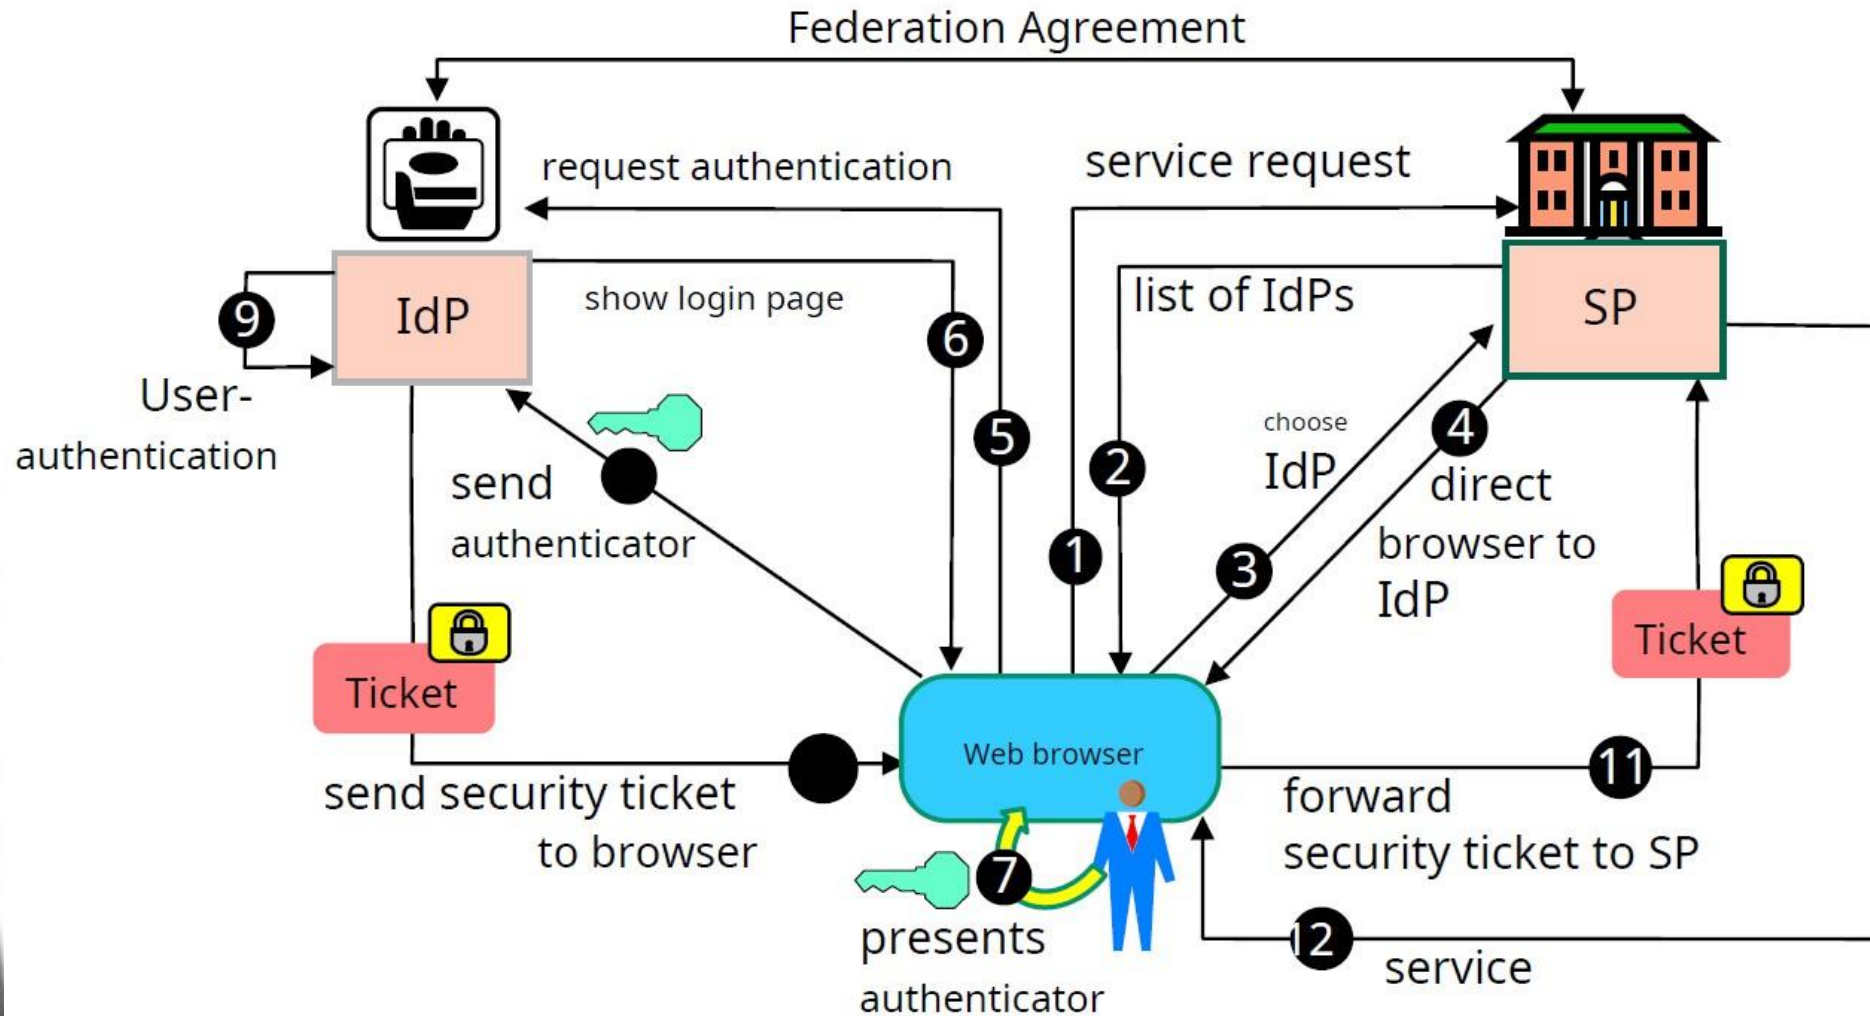 Federation Agreement
request authentication
service request
IdP
show login page
list of IdPs
SP
9
6
User-
authentication
5
2
1
choose
IdP
3
4
direct
browser to
IdP
send
authenticator
Ticket
Ticket
Web browser
send security ticket
to browser
11
forward
security ticket to SP
7
presents
authenticator
12
service